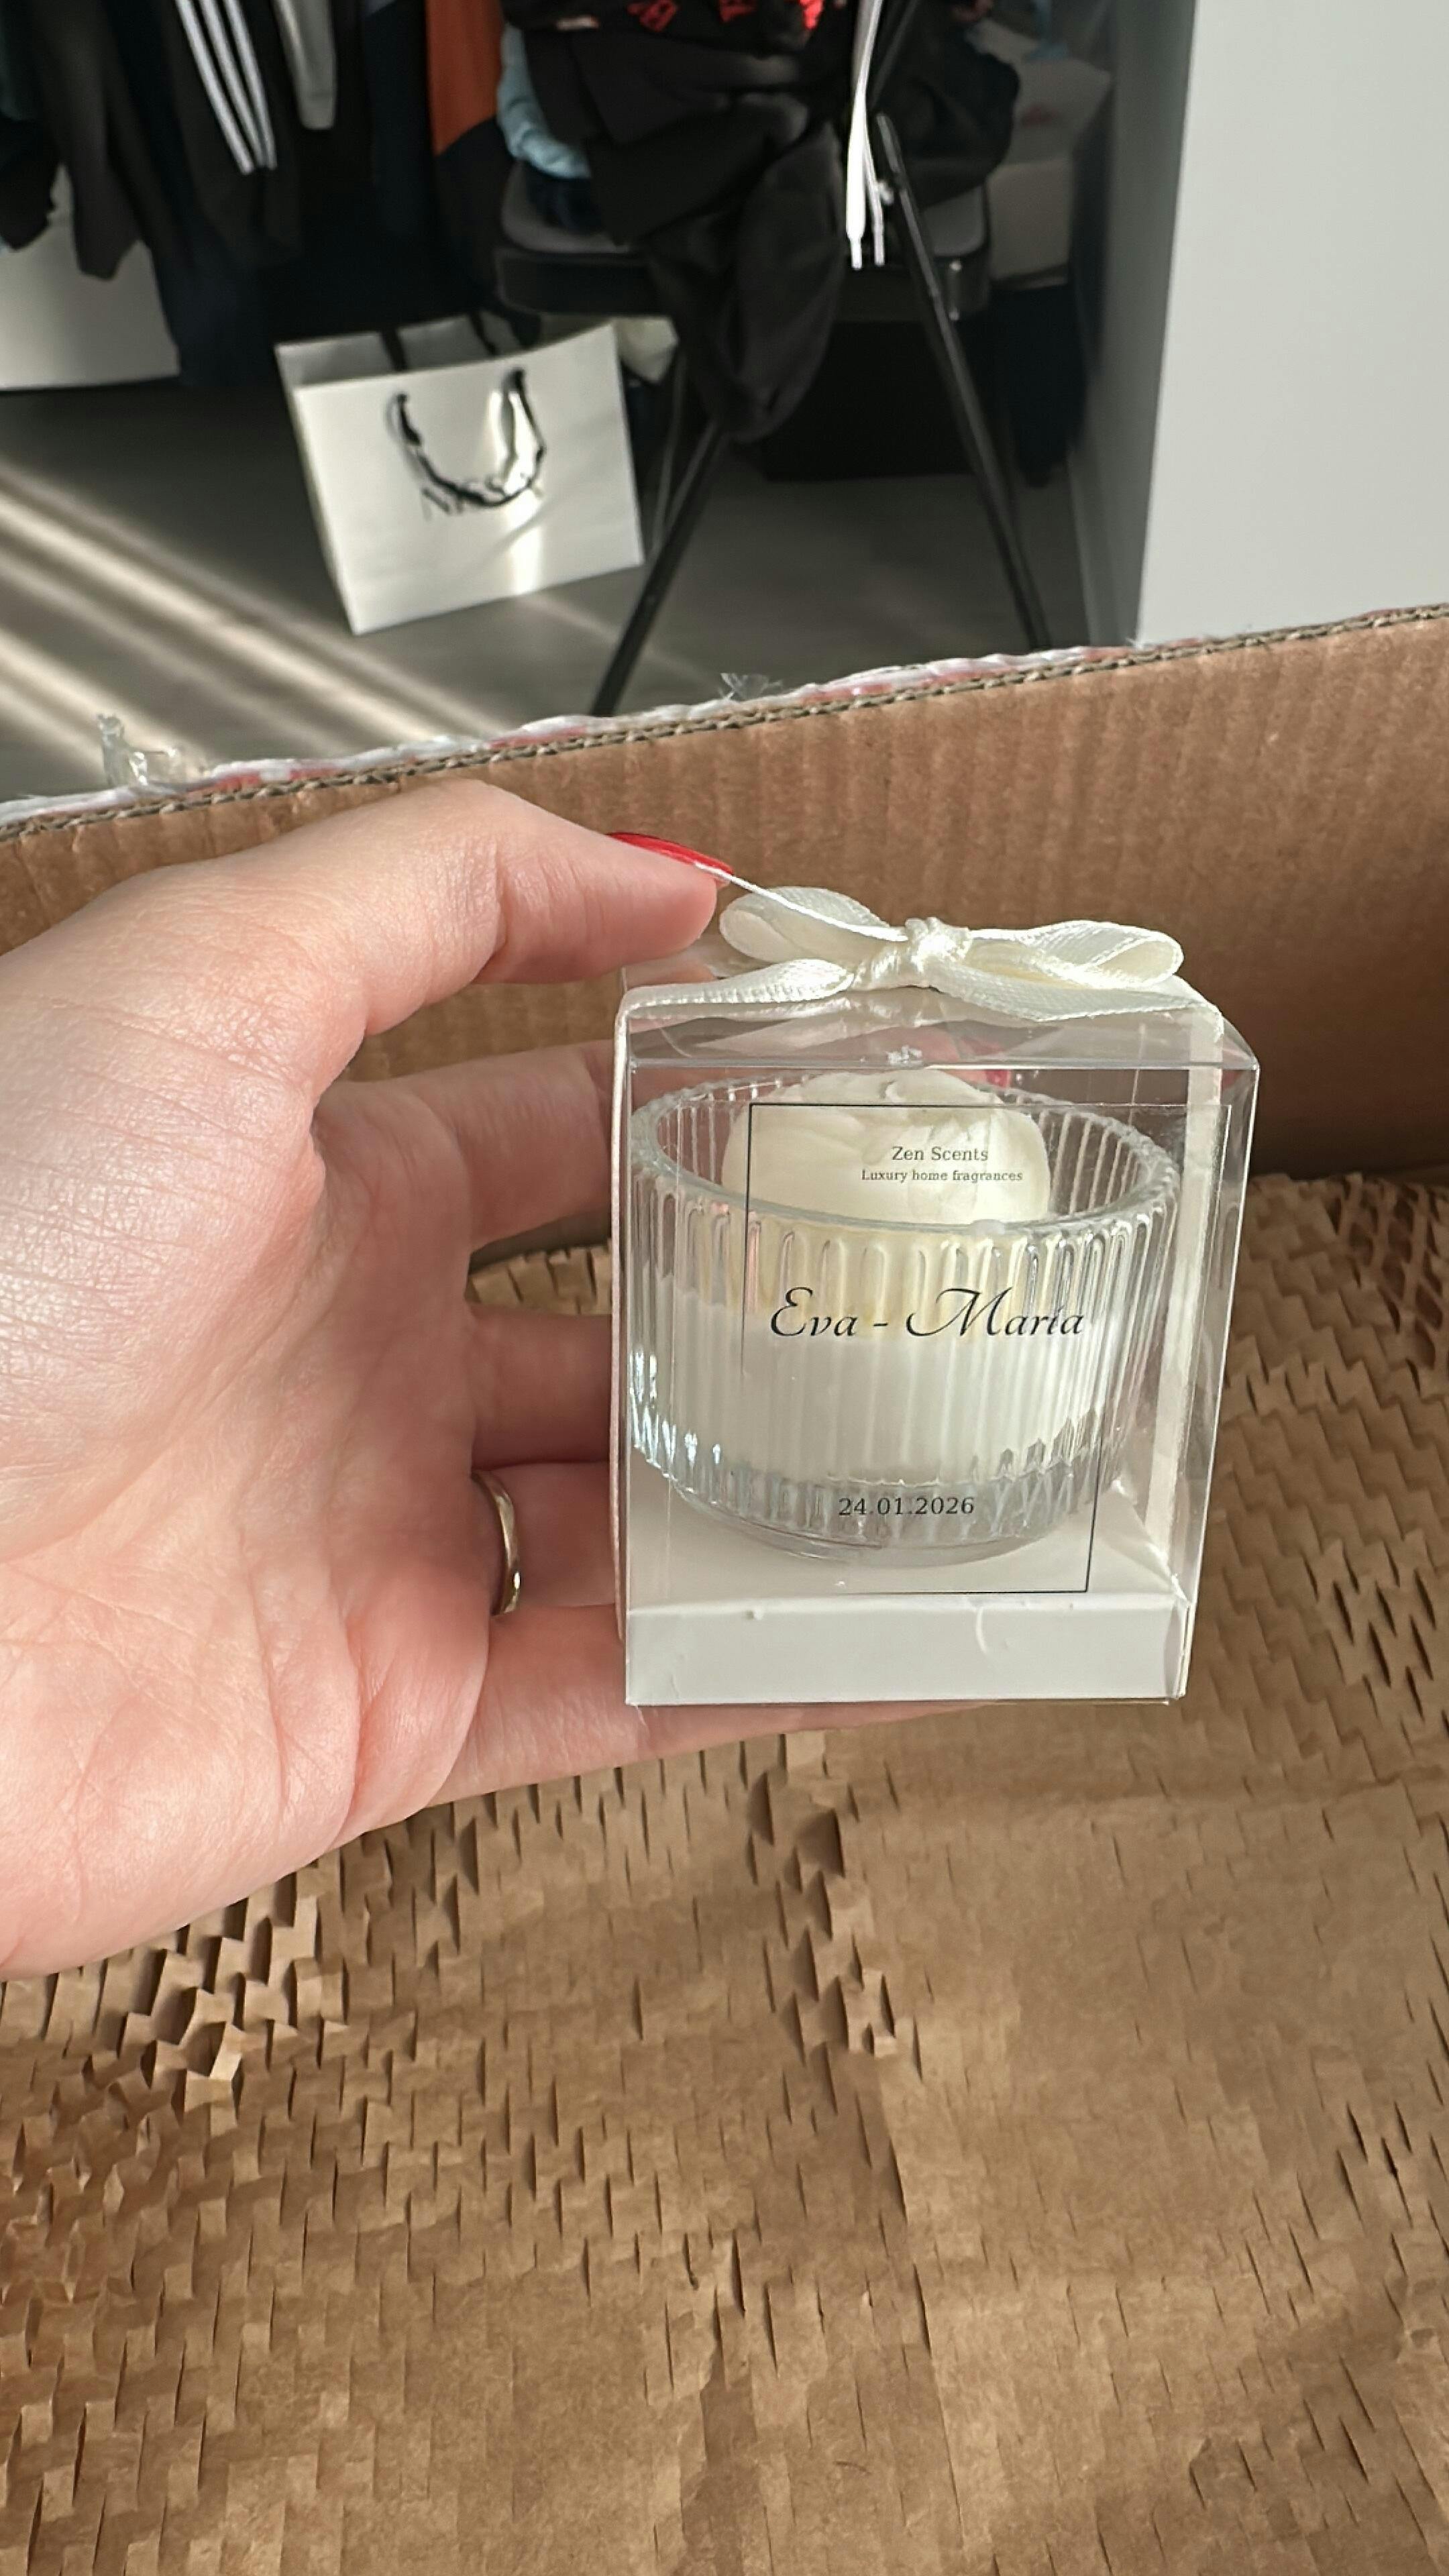 Zen Scents
Luxury home fragrances
Eva - Maria
24.01.2026